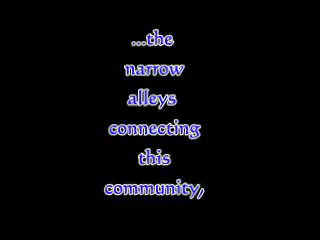 ...the
narrow
alleys
connecting
this
community,